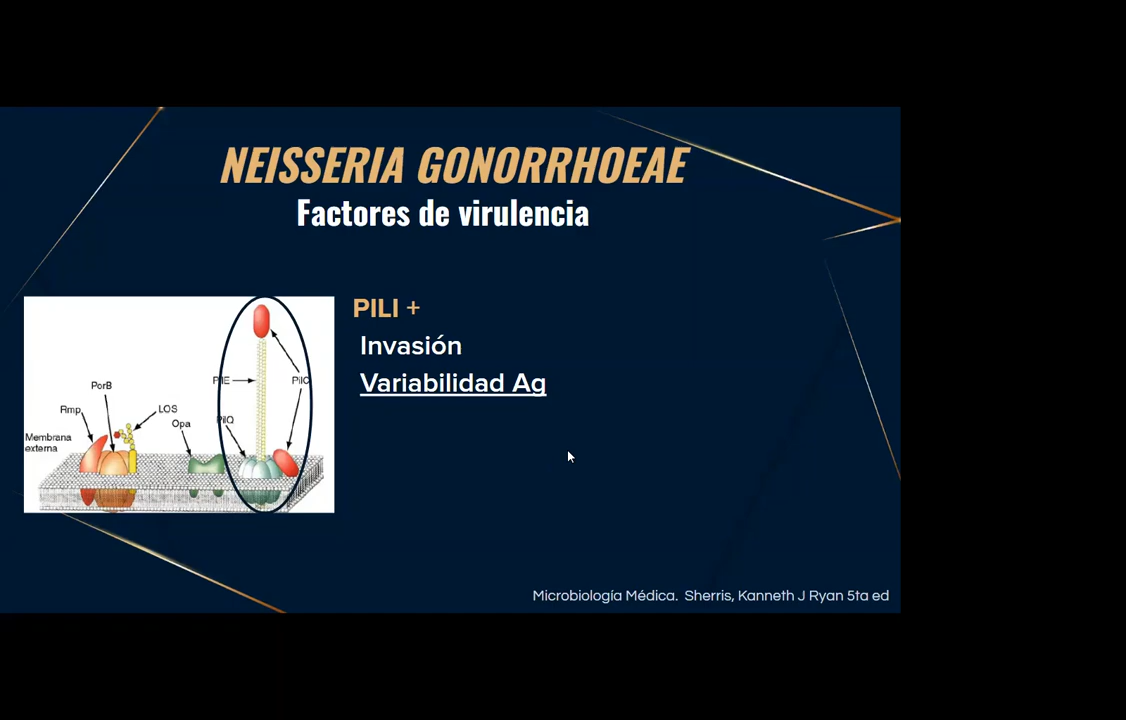 NEISSERIA GONORRHOEAE
Factores de virulencia
PILI +
Invasión
Variabilidad Ag
PilE
PilC
PorB
Rmp
LOS
Opa
PilQ
Membrana
externa
Microbiología Médica. Sherris, Kanneth J Ryan 5ta ed